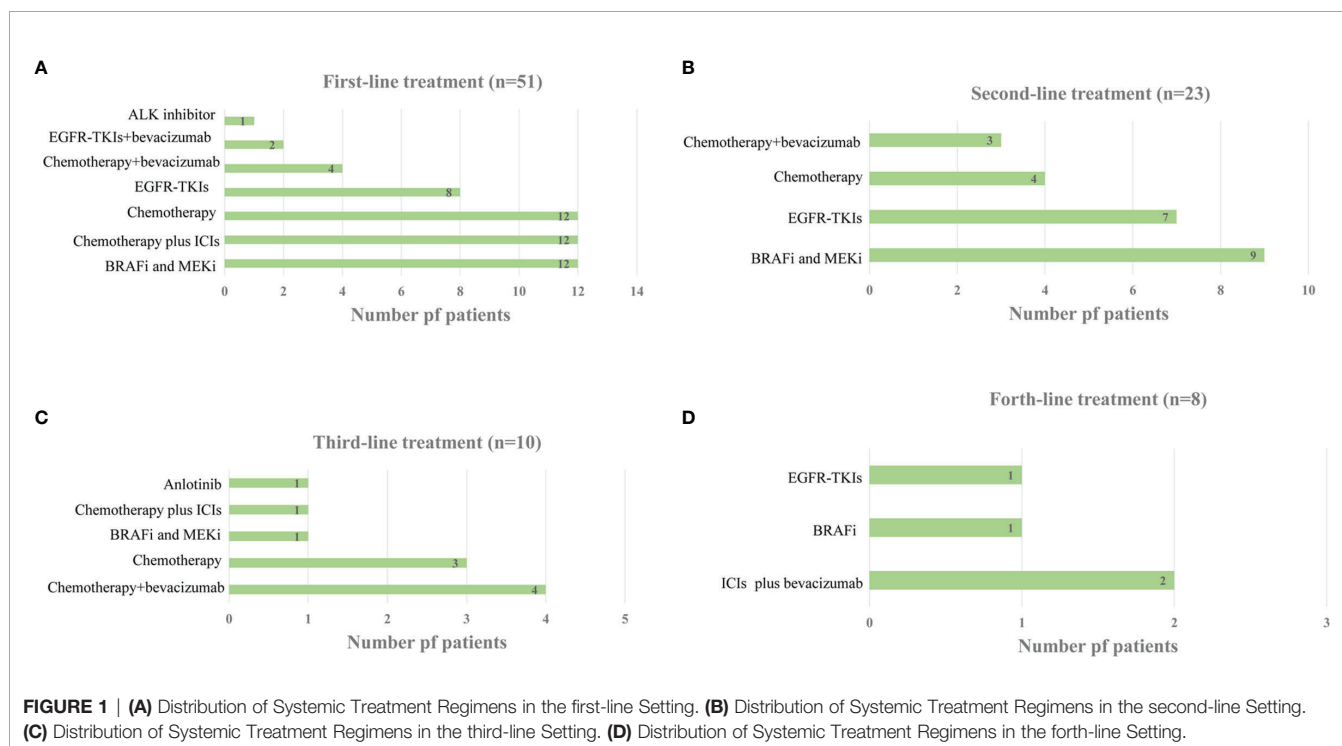 A
First-line treatment (n=51)
ALK inhibitor
1
EGFR-TKIs+bevacizumab
2
Chemotherapy+bevacizumab
4
EGFR-TKIs
8
Chemotherapy
12
Chemotherapy plus ICIs
12
BRAFi and MEKi
12
0 2 4 6 8 10 12 14
Number pf patients
B
Second-line treatment (n=23)
Chemotherapy+bevacizumab
3
Chemotherapy
4
EGFR-TKIs
7
BRAFi and MEKi
9
0 2 4 6 8 10
Number pf patients
C
Third-line treatment (n=10)
Anlotinib
1
Chemotherapy plus ICIs
1
BRAFi and MEKi
1
Chemotherapy
3
Chemotherapy+bevacizumab
4
0 1 2 3 4 5
Number pf patients
D
Forth-line treatment (n=8)
EGFR-TKIs
1
BRAFi
1
ICIs plus bevacizumab
2
0 1 2 3
Number pf patients
FIGURE 1 | (A) Distribution of Systemic Treatment Regimens in the first-line Setting. (B) Distribution of Systemic Treatment Regimens in the second-line Setting.
(C) Distribution of Systemic Treatment Regimens in the third-line Setting. (D) Distribution of Systemic Treatment Regimens in the forth-line Setting.